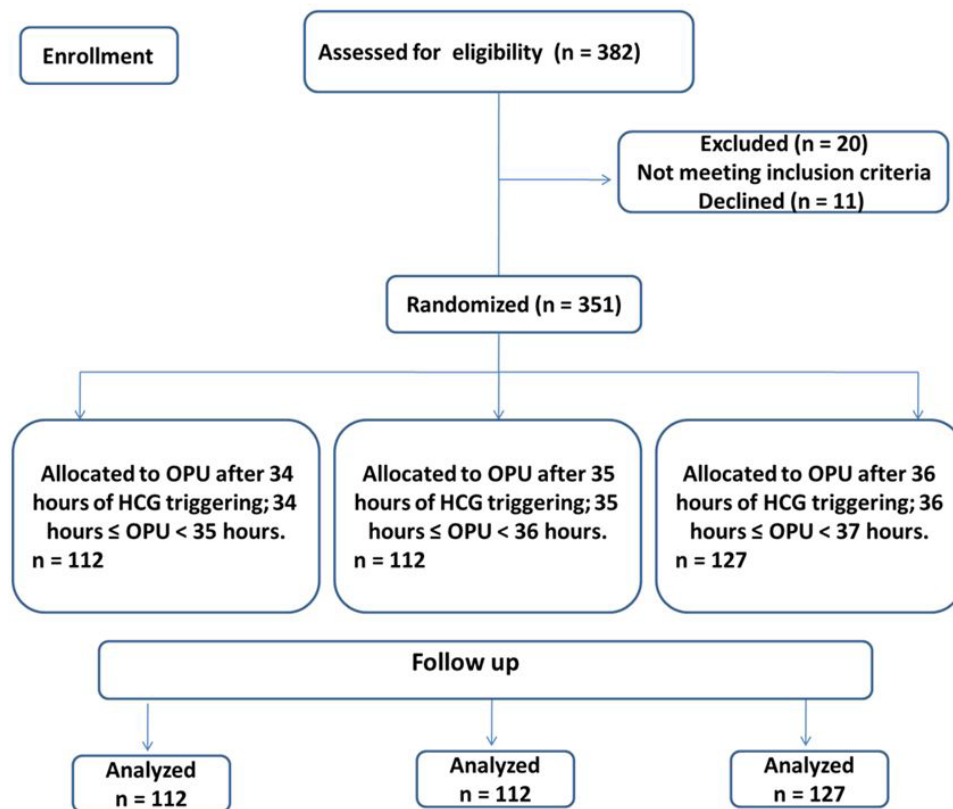 Enrollment
Assessed for eligibility (n = 382)
Excluded (n = 20)
Not meeting inclusion criteria
Declined (n = 11)
Randomized (n = 351)
Allocated to OPU after 34
hours of HCG triggering; 34
hours ≤ OPU < 35 hours.
n = 112
Allocated to OPU after 35
hours of HCG triggering; 35
hours ≤ OPU < 36 hours.
n = 112
Allocated to OPU after 36
hours of HCG triggering; 36
hours ≤ OPU < 37 hours.
n = 127
Follow up
Analyzed
n = 112
Analyzed
n = 112
Analyzed
n = 127